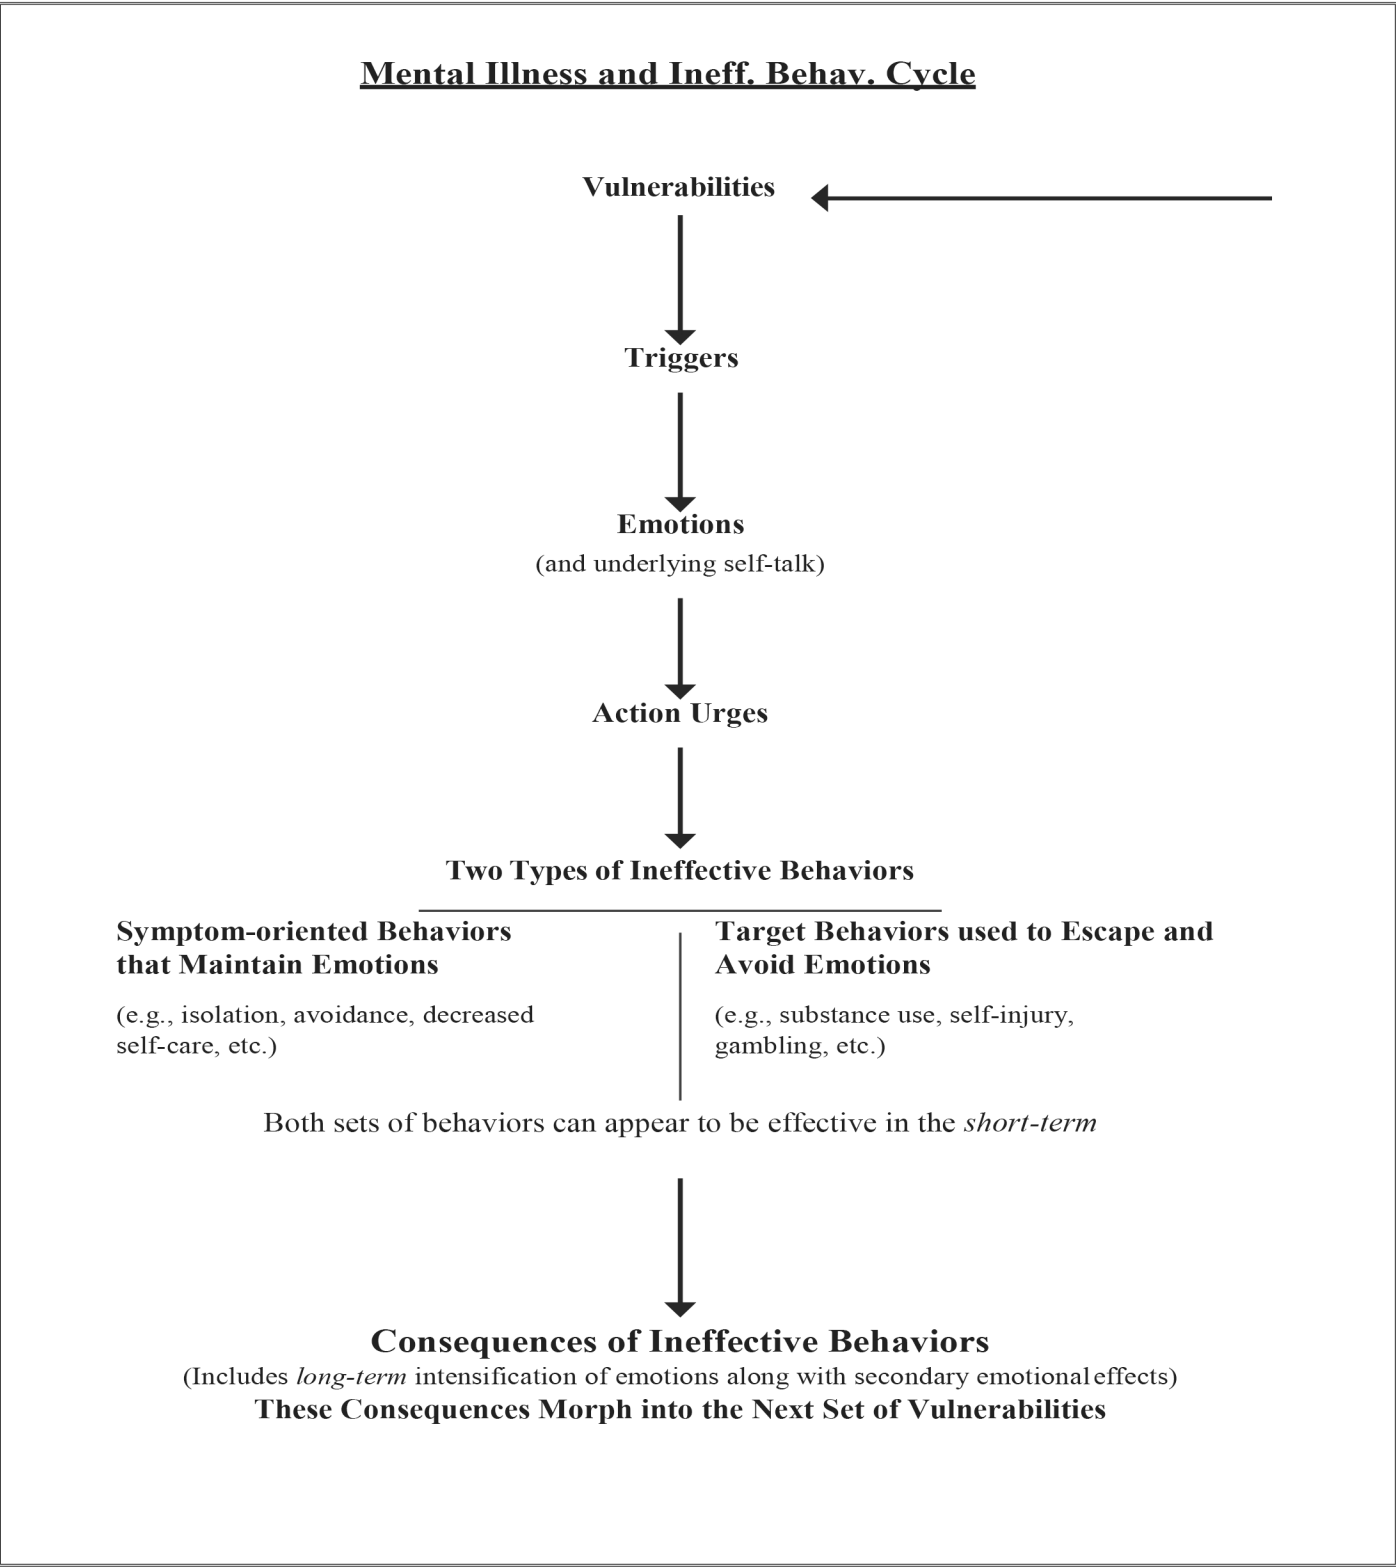 Mental Illness and Ineff. Behav. Cycle
Vulnerabilities
Triggers
Emotions
(and underlying self-talk)
Action Urges
Two Types of Ineffective Behaviors
Symptom-oriented Behaviors
that Maintain Emotions
(e.g., isolation, avoidance, decreased
self-care, etc.)
Target Behaviors used to Escape and
Avoid Emotions
(e.g., substance use, self-injury,
gambling, etc.)
Both sets of behaviors can appear to be effective in the short-term
Consequences of Ineffective Behaviors
(Includes long-term intensification of emotions along with secondary emotional effects)
These Consequences Morph into the Next Set of Vulnerabilities